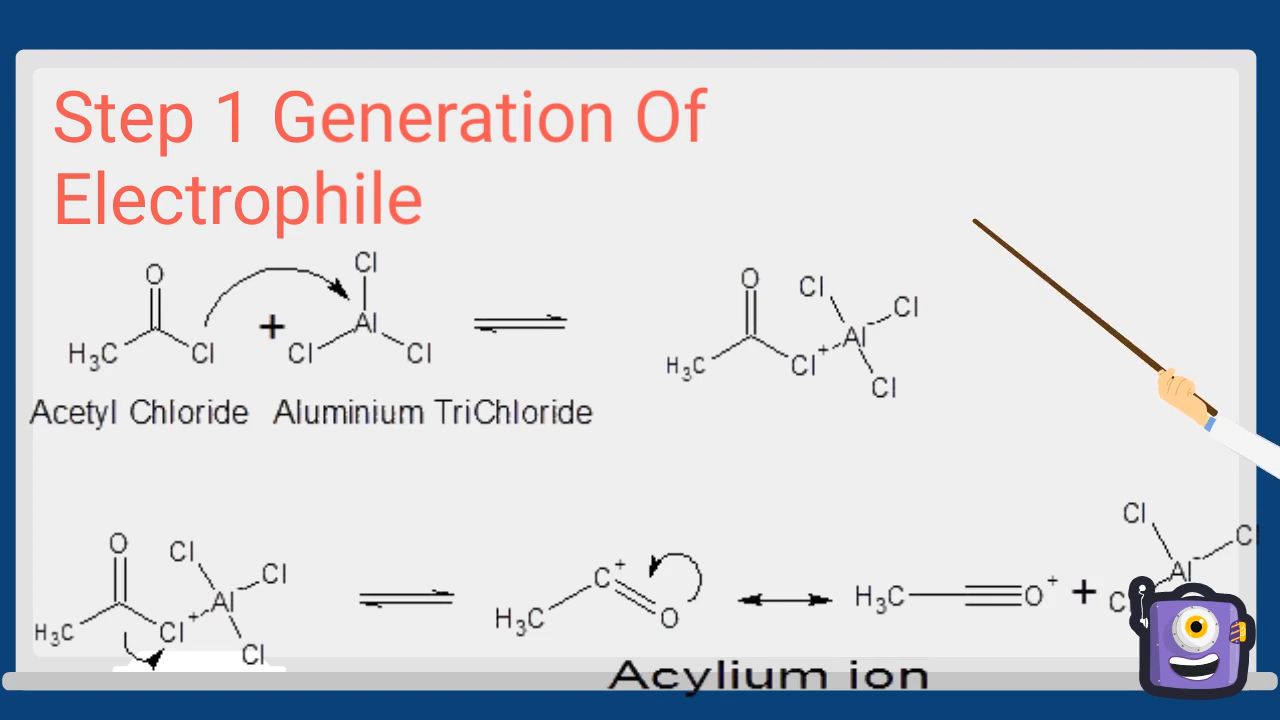 Step 1 Generation Of
Electrophile
O
H3C
Cl
+
Cl
Al
Cl
Cl
O
H3C
Cl+
Al-
Cl
Cl
Cl
Acetyl Chloride Aluminium TriChloride
O
H3C
Cl+
Al-
Cl
Cl
Cl
H3C
C+
O
H3C
O+
+
Cl
Cl
Al-
C
Acylium ion